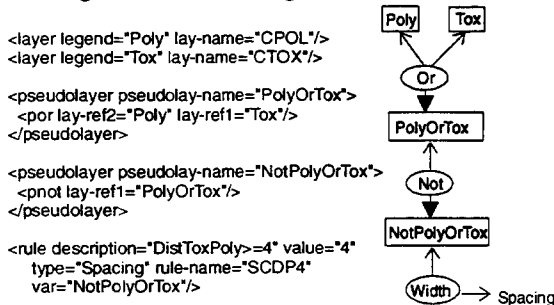 <layer legend="Poly" lay-name="CPOL"/>
<layer legend="Tox" lay-name="CTOX"/>
<pseudolayer pseudolay-name="PolyOrTox">
<por lay-ref2="Poly" lay-ref1="Tox"/>
</pseudolayer>
<pseudolayer pseudolay-name="NotPolyOrTox">
<pnot lay-ref1="PolyOrTox"/>
</pseudolayer>
<rule description="DistToxPoly>=4" value="4"
type="Spacing" rule-name="SCDP4"
var="NotPolyOrTox"/>
Poly
Tox
Or
PolyOrTox
Not
NotPolyOrTox
Width
Spacing